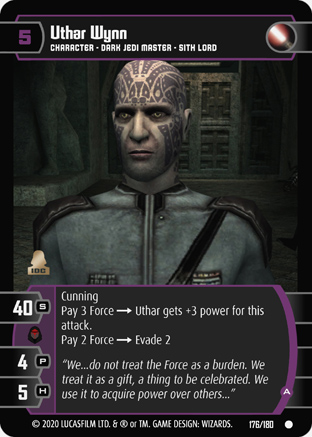 5 Uthar Wynn
CHARACTER - DARK JEDI MASTER - SITH LORD
IDC
40 S
Cunning
Pay 3 Force → Uthar gets +3 power for this
attack.
Pay 2 Force → Evade 2
4 P
5 H
“We...do not treat the Force as a burden. We
treat it as a gift, a thing to be celebrated. We
use it to acquire power over others...”
A
© 2020 LUCASFILM LTD. & ® or TM. GAME DESIGN: WIZARDS. 176/180